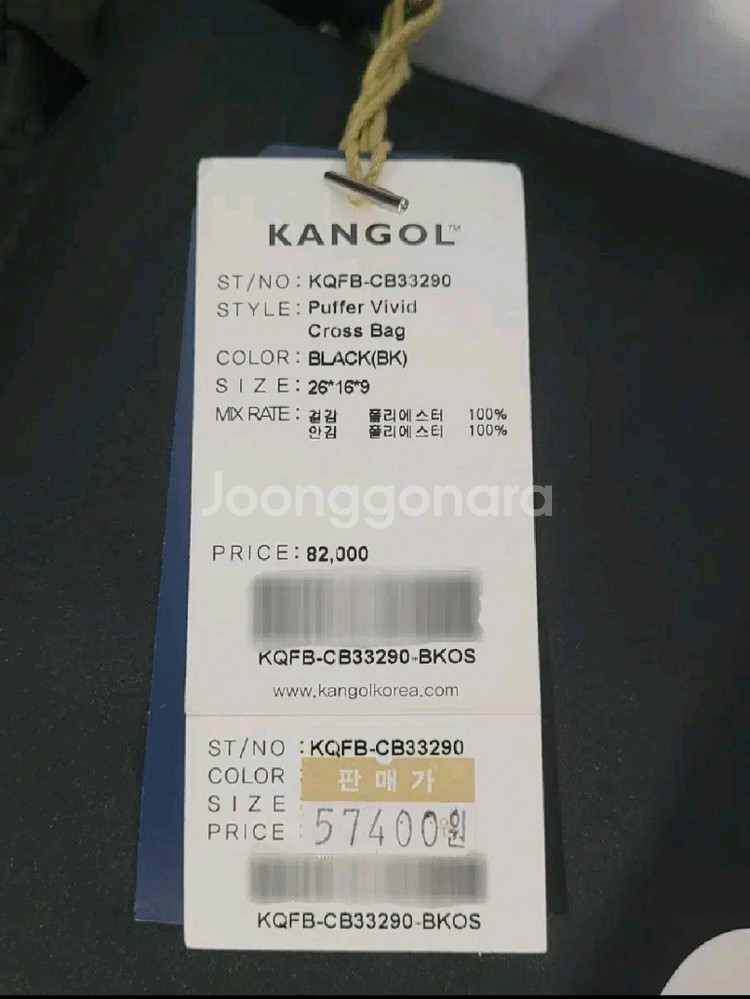 KANGOL™
ST/NO : KQFB-CB33290
STYLE : Puffer Vivid
Cross Bag
COLOR : BLACK(BK)
SIZE : 26*16*9
MIX RATE : 겉감 폴리에스터 100%
안감 폴리에스터 100%
Joonggonara
PRICE : 82,000
KQFB-CB33290-BKOS
www.kangolkorea.com
ST/NO : KQFB-CB33290
COLOR : 판매가
SIZE
PRICE : 57400원
KQFB-CB33290-BKOS